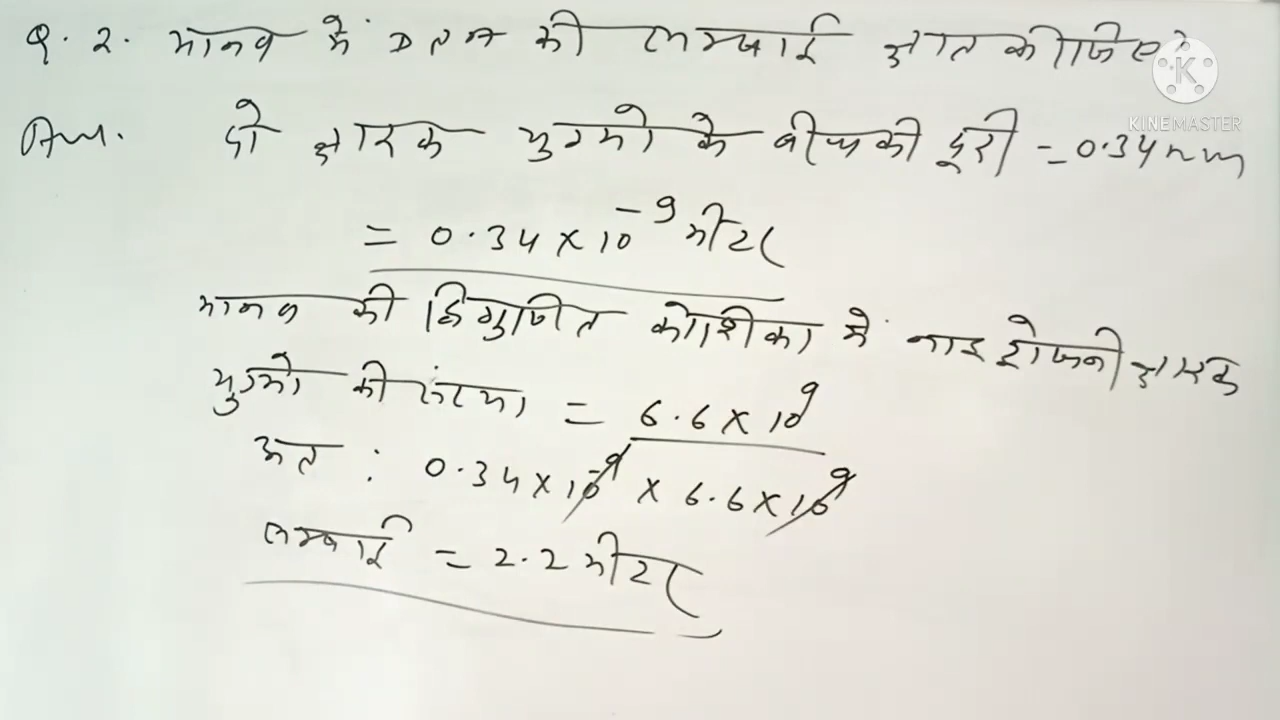 Q. 2. मानव में DNA की लम्बाई ज्ञात कीजिए?
KINEMASTER
Ans. दो क्षारक युग्मों के बीच की दूरी = 0.34 nm
= 0.34 × 10⁻⁹ मीटर
मानव की द्विगुणित कोशिका में नाइट्रोजनी क्षारक
युग्मों की संख्या = 6.6 × 10⁹
अतः : 0.34 × 10⁻⁹ × 6.6 × 10⁹
लम्बाई = 2.2 मीटर